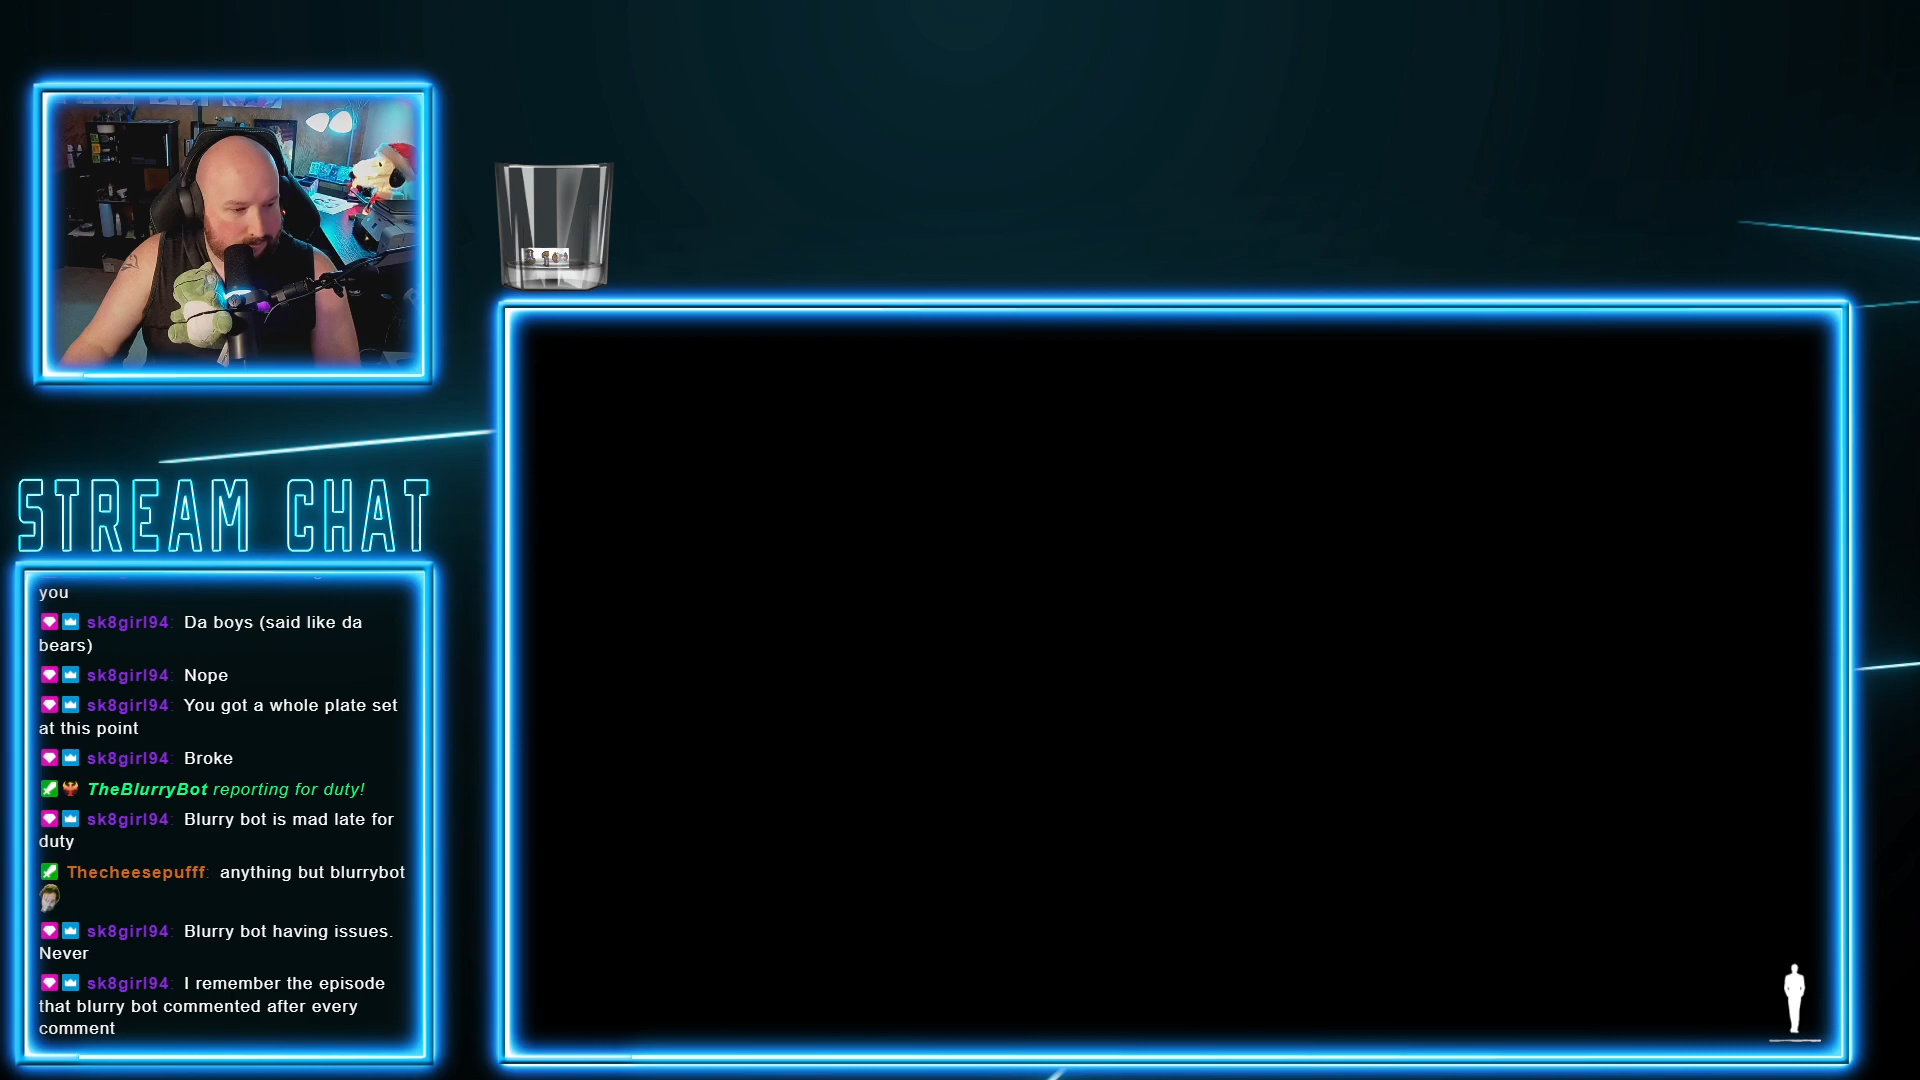 STREAM CHAT
you
sk8girl94: Da boys (said like da
bears)
sk8girl94: Nope
sk8girl94: You got a whole plate set
at this point
sk8girl94: Broke
TheBlurryBot reporting for duty!
sk8girl94: Blurry bot is mad late for
duty
Thecheesepufff: anything but blurrybot
sk8girl94: Blurry bot having issues.
Never
sk8girl94: I remember the episode
that blurry bot commented after every
comment